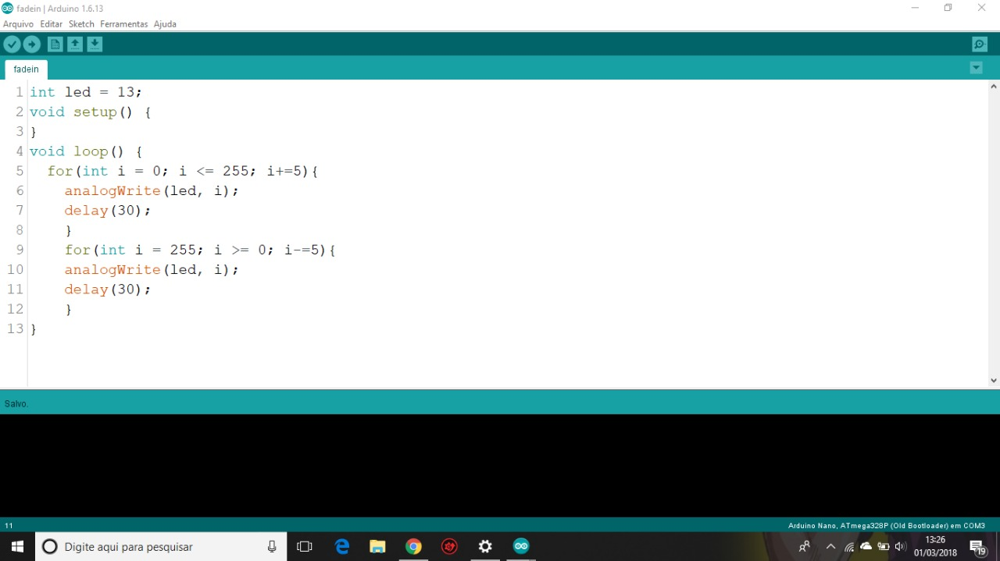 fadein | Arduino 1.6.13
Arquivo Editar Sketch Ferramentas Ajuda
fadein
1 int led = 13;
2 void setup() {
3 }
4 void loop() {
5   for(int i = 0; i <= 255; i+=5){
6     analogWrite(led, i);
7     delay(30);
8     }
9     for(int i = 255; i >= 0; i-=5){
10     analogWrite(led, i);
11     delay(30);
12     }
13 }
Salvo.
11 Arduino Nano, ATmega328P (Old Bootloader) em COM3
Digite aqui para pesquisar
13:26
01/03/2018
19